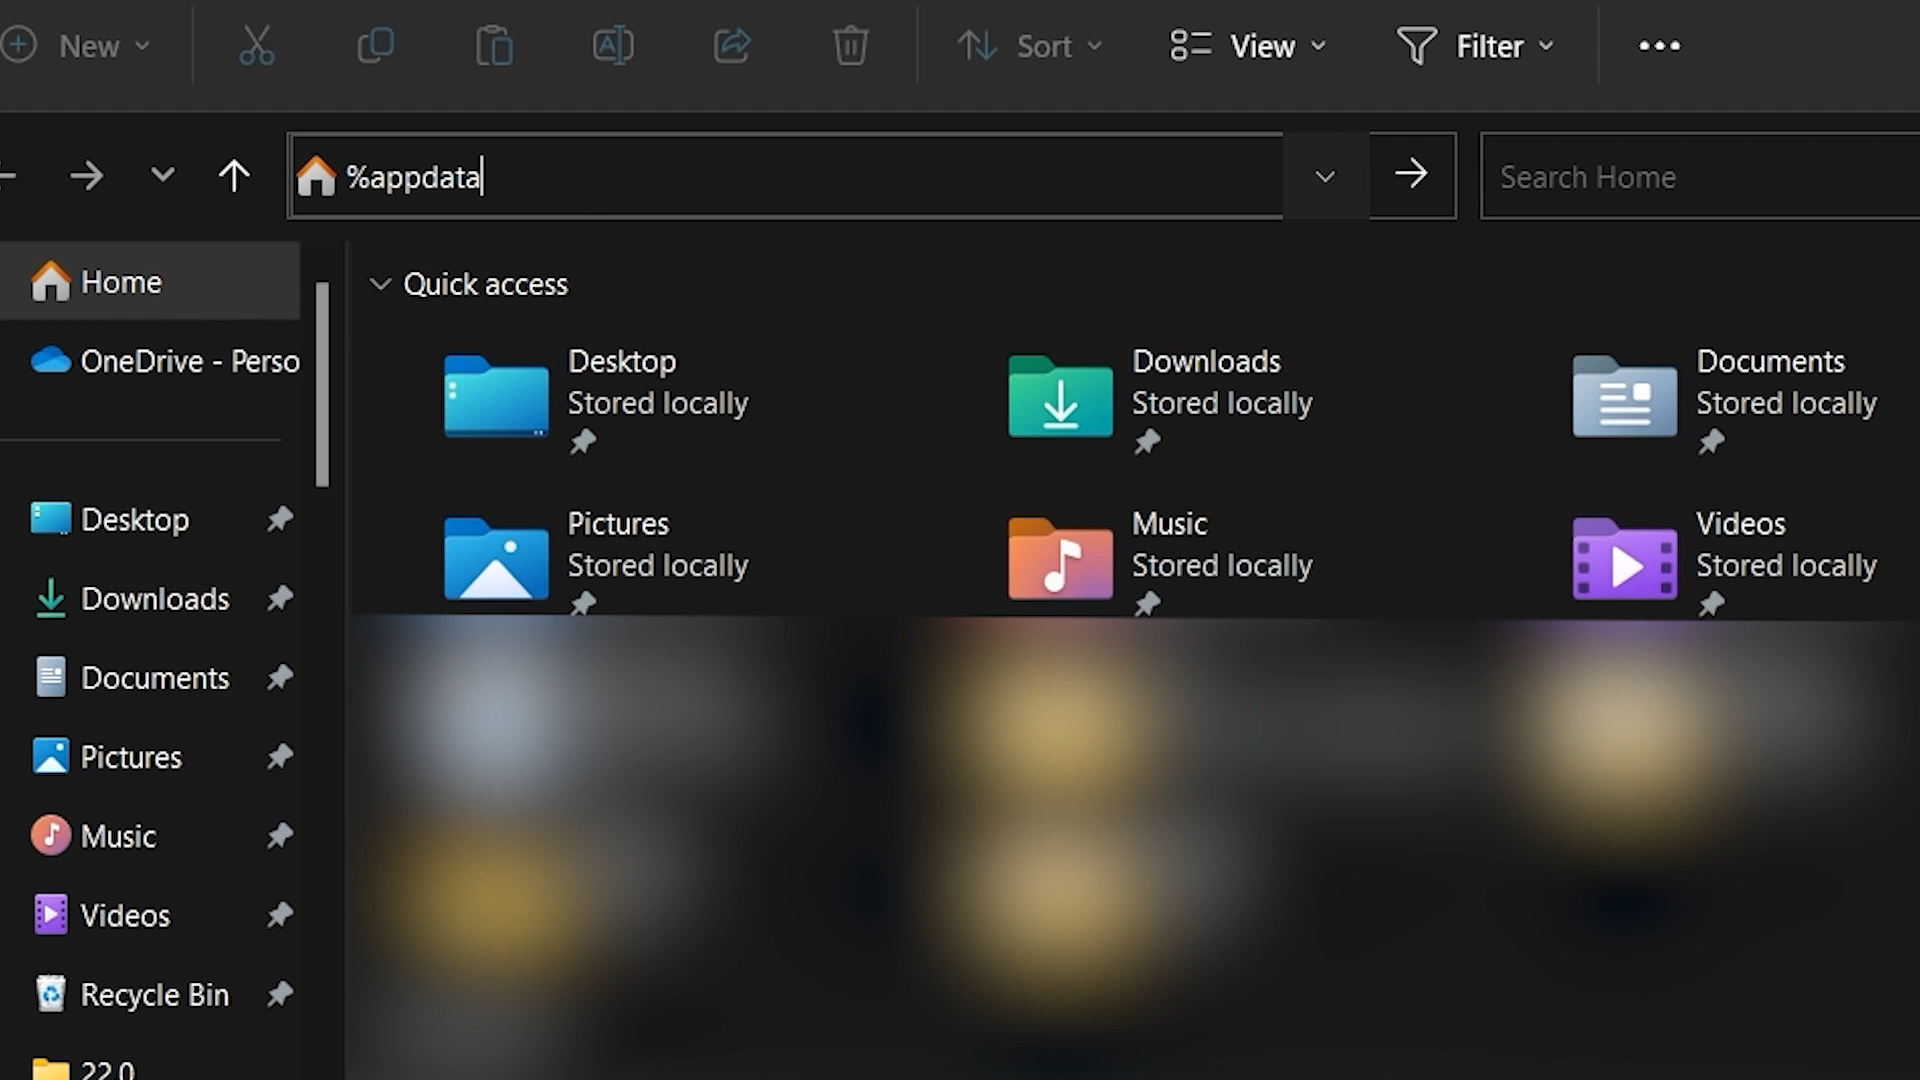 New
Sort
View
Filter
%appdata
Search Home
Home
OneDrive - Perso
Desktop
Downloads
Documents
Pictures
Music
Videos
Recycle Bin
22.0
Quick access
Desktop
Stored locally
Downloads
Stored locally
Documents
Stored locally
Pictures
Stored locally
Music
Stored locally
Videos
Stored locally